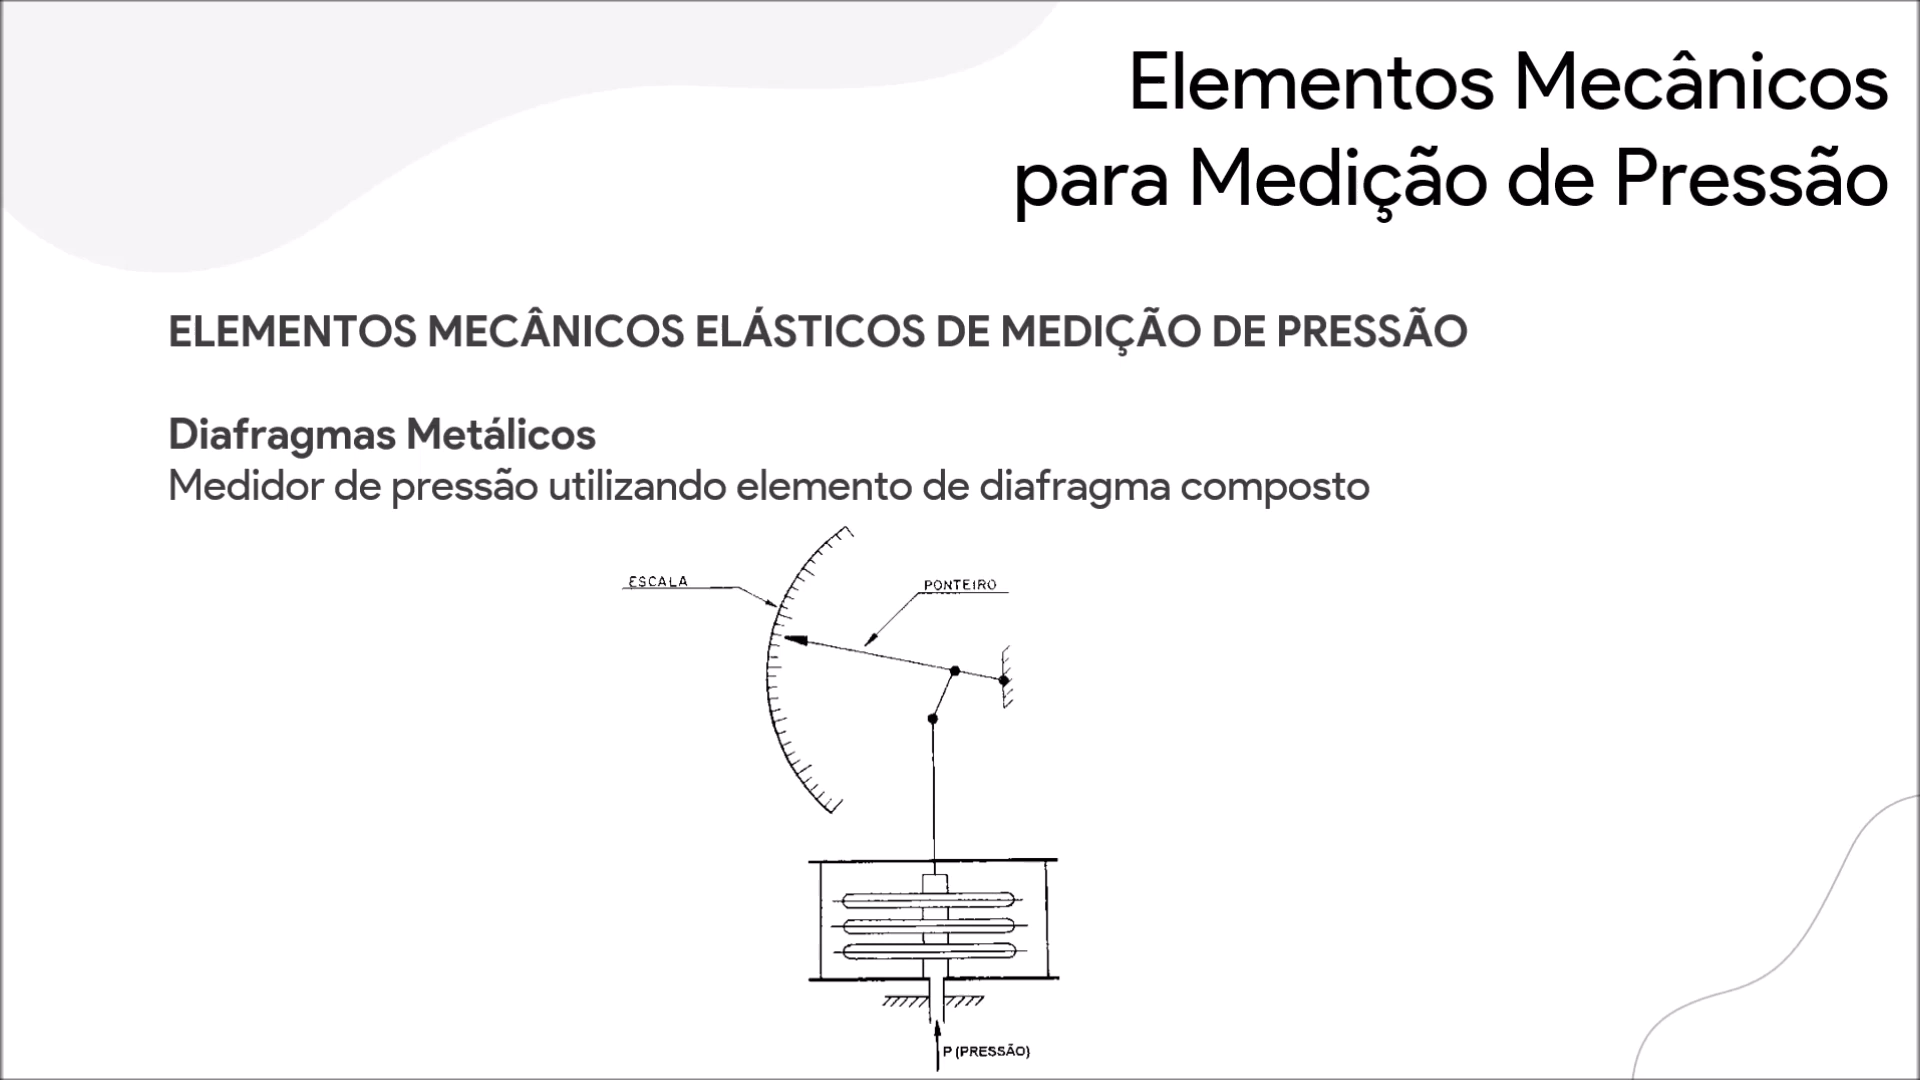 Elementos Mecânicos
para Medição de Pressão
ELEMENTOS MECÂNICOS ELÁSTICOS DE MEDIÇÃO DE PRESSÃO
Diafragmas Metálicos
Medidor de pressão utilizando elemento de diafragma composto
ESCALA
PONTEIRO
P (PRESSÃO)